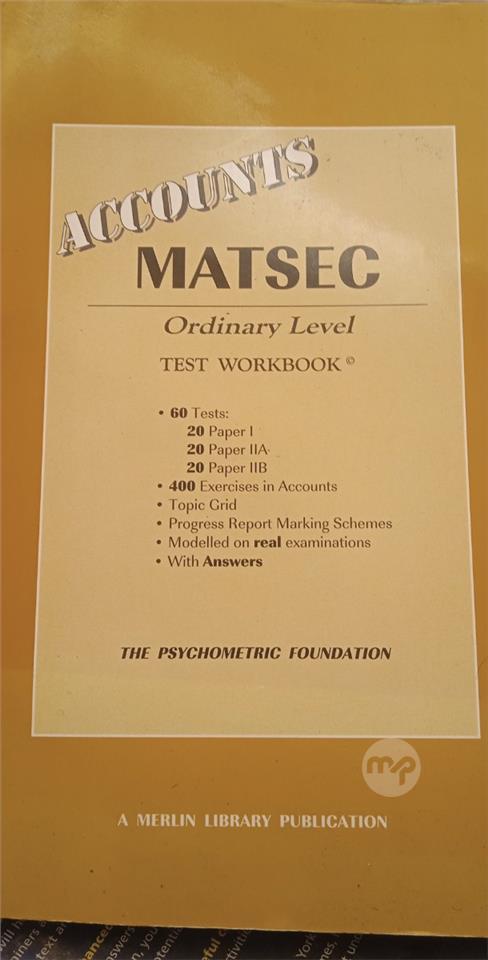 ACCOUNTS
MATSEC
Ordinary Level
TEST WORKBOOK ©
• 60 Tests:
20 Paper I
20 Paper IIA
20 Paper IIB
• 400 Exercises in Accounts
• Topic Grid
• Progress Report Marking Schemes
• Modelled on real examinations
• With Answers
THE PSYCHOMETRIC FOUNDATION
mp
A MERLIN LIBRARY PUBLICATION